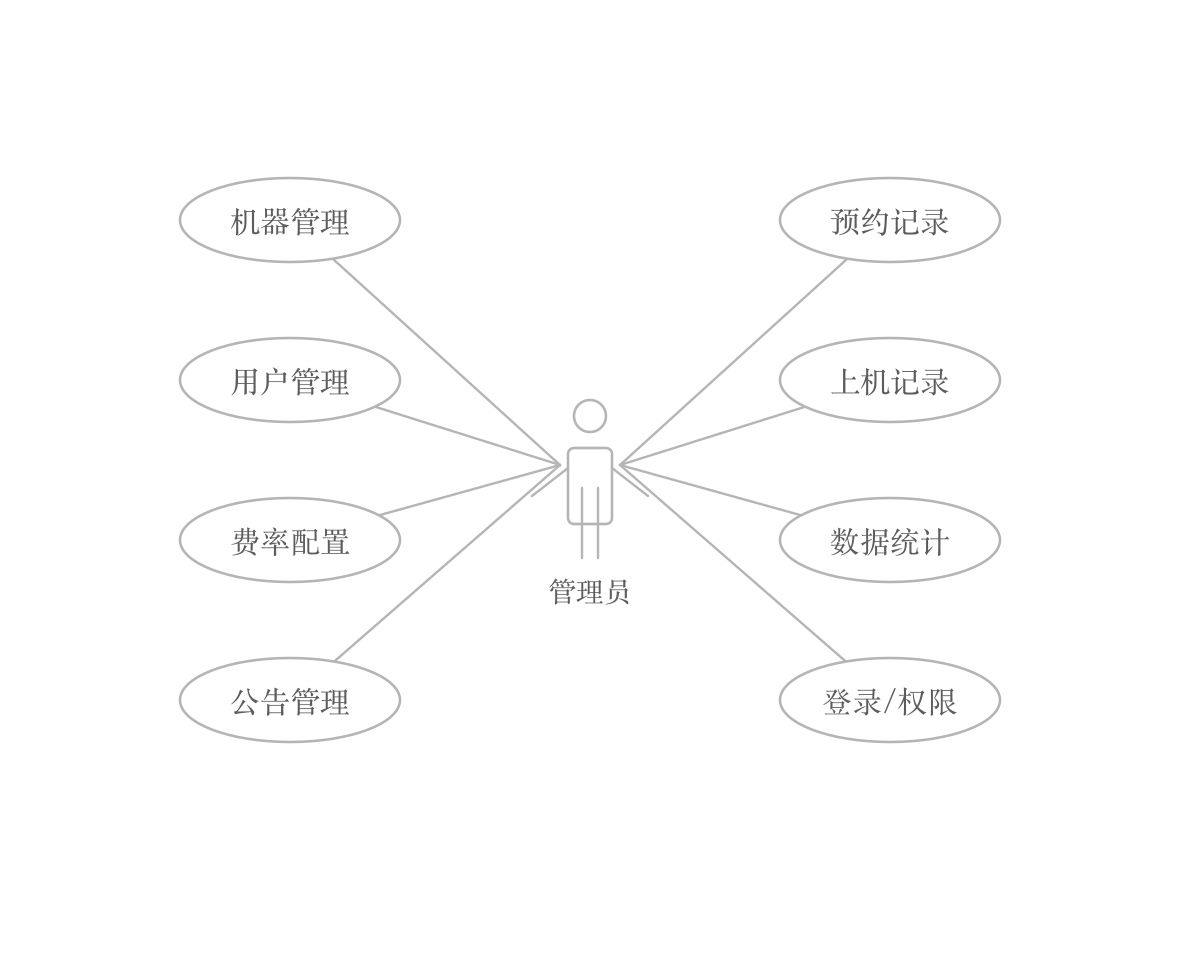 机器管理
预约记录
用户管理
上机记录
费率配置
数据统计
管理员
公告管理
登录/权限